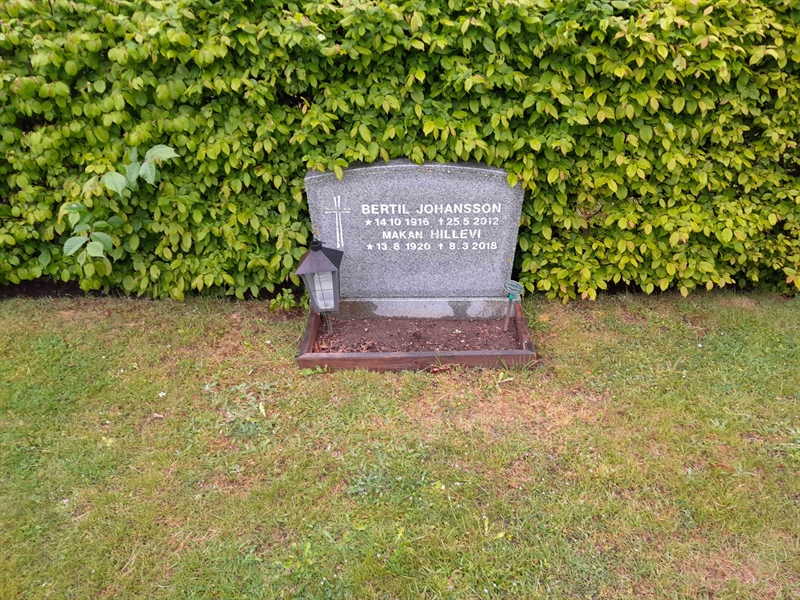 BERTIL JOHANSSON
★ 14.10 1916 ✝ 25.5 2012
MAKAN HILLEVI
★ 13.8 1920 ✝ 8.3 2018